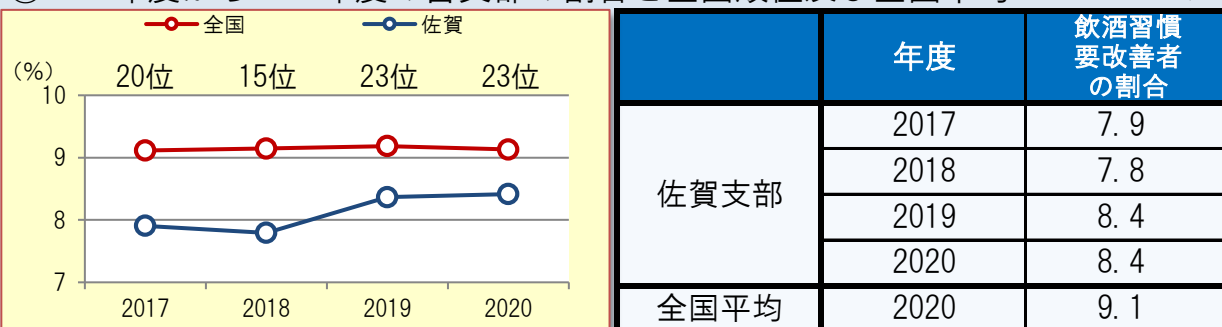 全国 佐賀
(%) 20位 15位 23位 23位
10
9
8
7
2017 2018 2019 2020
年度 飲酒習慣
要改善者
の割合
佐賀支部
2017 7.9
2018 7.8
2019 8.4
2020 8.4
全国平均 2020 9.1